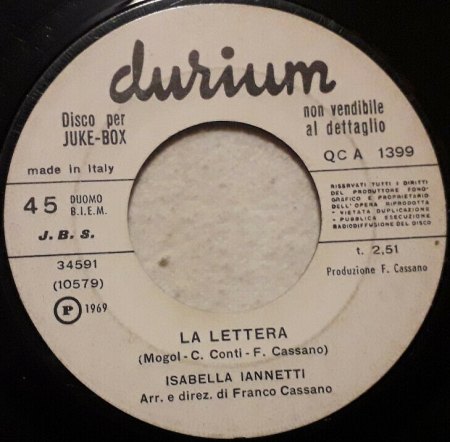 durium
Disco per
JUKE-BOX
non vendibile
al dettaglio
QC A 1399
made in Italy
45 DUOMO
B.I.E.M.
J.B.S.
RISERVATI TUTTI I DIRITTI
DEL PRODUTTORE FONO-
GRAFICO E PROPRIETARIO
DELL'OPERA RIPRODOTTA
• VIETATA DUPLICAZIONE
• PUBBLICA ESECUZIONE
RADIODIFFUSIONE DEL DISCO
34591
(10579)
P 1969
t. 2,51
Produzione F. Cassano
LA LETTERA
(Mogol - C. Conti - F. Cassano)
ISABELLA IANNETTI
Arr. e direz. di Franco Cassano